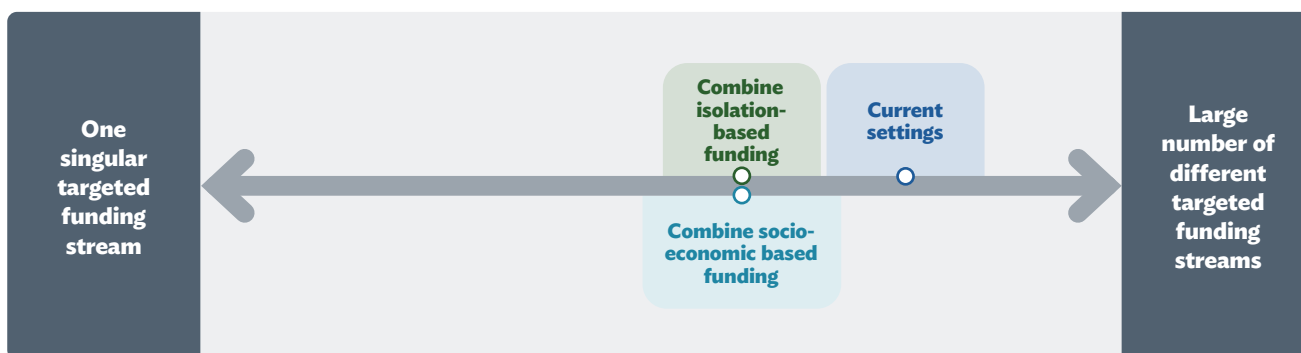 One
singular
targeted
funding
stream
Combine
isolation-
based
funding
Current
settings
Combine socio-
economic based
funding
Large
number of
different
targeted
funding
streams